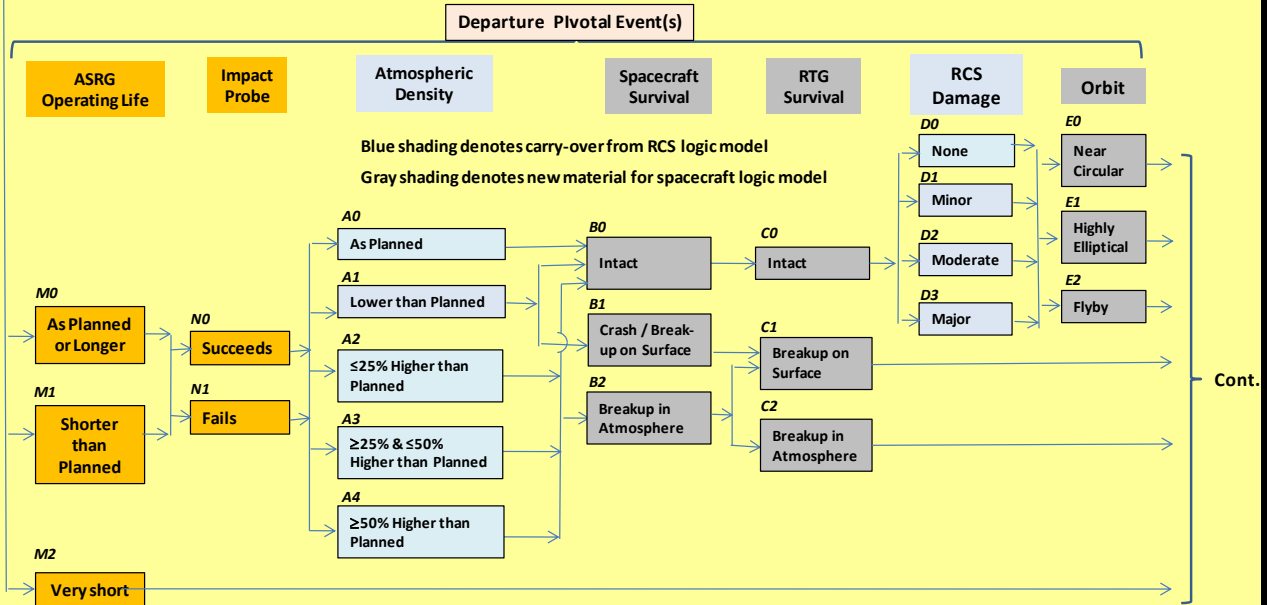 Departure PIvotal Event(s)
ASRG
Operating Life
Impact
Probe
Atmospheric
Density
Spacecraft
Survival
RTG
Survival
RCS
Damage
Orbit
Blue shading denotes carry-over from RCS logic model
Gray shading denotes new material for spacecraft logic model
M0
As Planned
or Longer
M1
Shorter
than
Planned
M2
Very short
N0
Succeeds
N1
Fails
A0
As Planned
A1
Lower than Planned
A2
≤25% Higher than
Planned
A3
≥25% & ≤50%
Higher than Planned
A4
≥50% Higher than
Planned
B0
Intact
B1
Crash / Break-
up on Surface
B2
Breakup in
Atmosphere
C0
Intact
C1
Breakup on
Surface
C2
Breakup in
Atmosphere
D0
None
D1
Minor
D2
Moderate
D3
Major
E0
Near
Circular
E1
Highly
Elliptical
E2
Flyby
Cont.